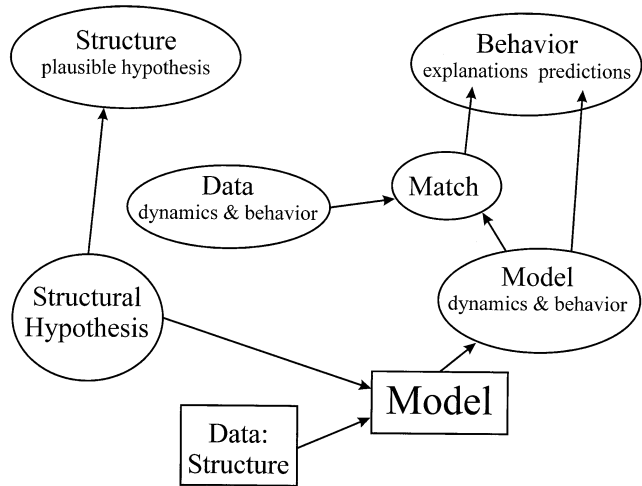 Structure
plausible hypothesis
Behavior
explanations predictions
Data
dynamics & behavior
Match
Structural
Hypothesis
Model
dynamics & behavior
Model
Data:
Structure